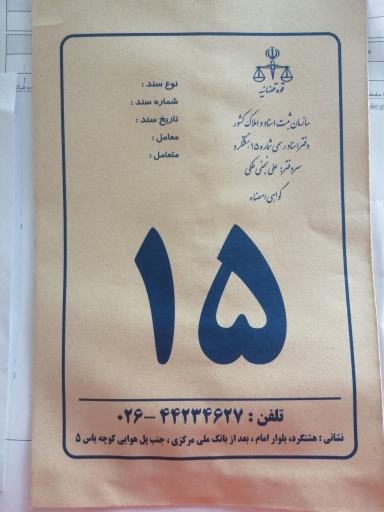 قوه قضائیه
سازمان ثبت اسناد و املاک کشور
دفتر اسناد رسمی شماره ۱۵ هشتگرد
سردفتر: علی نجفی ملکی
گواهی امضاء
نوع سند :
شماره سند :
تاریخ سند :
معامل :
متعامل :
۱۵
تلفن : ۴۴۲۳۴۶۲۷ -۰۲۶
نشانی : هشتگرد، بلوار امام ، بعد از بانک ملی مرکزی ، جنب پل هوایی کوچه یاس ۵